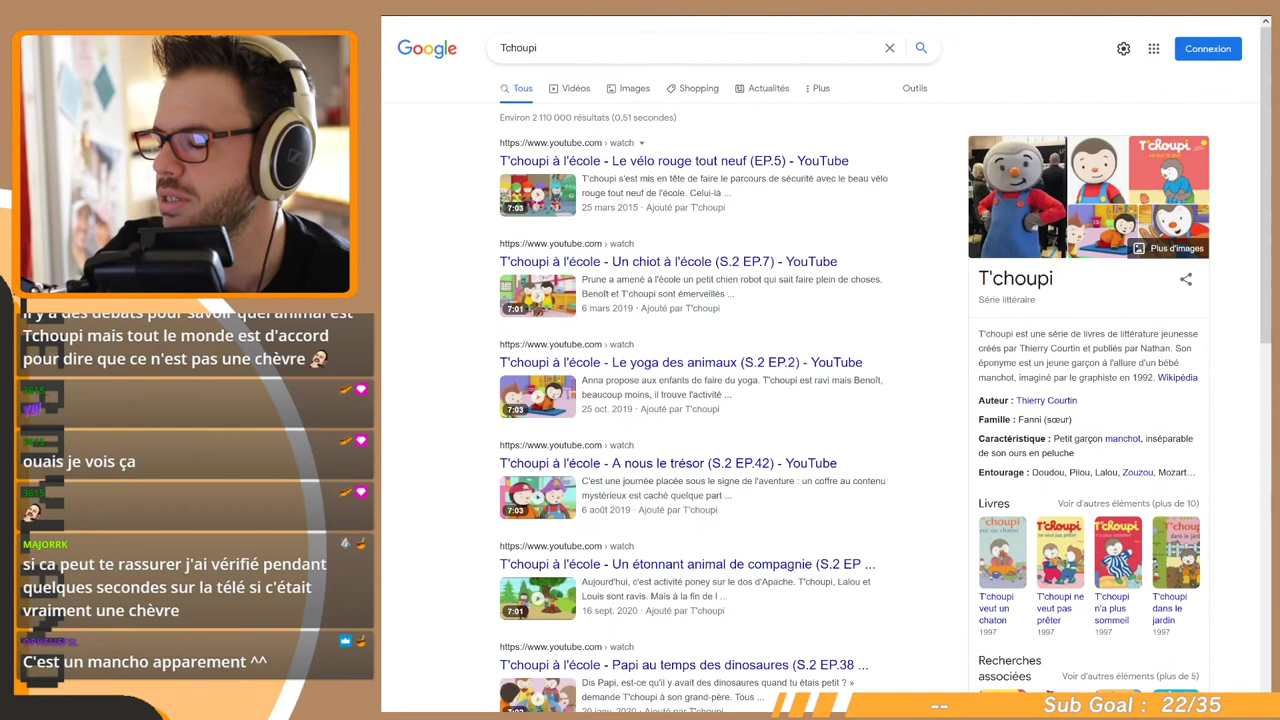 Il y a des débats pour savoir quel animal est
Tchoupi mais tout le monde est d'accord
pour dire que ce n'est pas une chèvre
ouais je vois ça
MAJORRK
si ca peut te rassurer j'ai vérifié pendant
quelques secondes sur la télé si c'était
vraiment une chèvre
C'est un mancho apparement ^^
Google
Tchoupi
Connexion
Tous
Vidéos
Images
Shopping
Actualités
Plus
Outils
Environ 2 110 000 résultats (0,51 secondes)
https://www.youtube.com › watch
T'choupi à l'école - Le vélo rouge tout neuf (EP.5) - YouTube
7:03
T'choupi s'est mis en tête de faire le parcours de sécurité avec le beau vélo
rouge tout neuf de l'école. Celui-là ...
25 mars 2015 · Ajouté par T'choupi
https://www.youtube.com › watch
T'choupi à l'école - Un chiot à l'école (S.2 EP.7) - YouTube
7:01
Prune a amené à l'école un petit chien robot qui sait faire plein de choses.
Benoît et T'choupi sont émerveillés ...
6 mars 2019 · Ajouté par T'choupi
https://www.youtube.com › watch
T'choupi à l'école - Le yoga des animaux (S.2 EP.2) - YouTube
7:03
Anna propose aux enfants de faire du yoga. T'choupi est ravi mais Benoît,
beaucoup moins, il trouve l'activité ...
25 oct. 2019 · Ajouté par T'choupi
https://www.youtube.com › watch
T'choupi à l'école - A nous le trésor (S.2 EP.42) - YouTube
7:03
C'est une journée placée sous le signe de l'aventure : un coffre au contenu
mystérieux est caché quelque part ...
6 août 2019 · Ajouté par T'choupi
https://www.youtube.com › watch
T'choupi à l'école - Un étonnant animal de compagnie (S.2 EP ...
7:01
Aujourd'hui, c'est activité poney sur le dos d'Apache. T'choupi, Lalou et
Louis sont ravis. Mais à la fin de l ...
16 sept. 2020 · Ajouté par T'choupi
https://www.youtube.com › watch
T'choupi à l'école - Papi au temps des dinosaures (S.2 EP.38 ...
Dis Papi, est-ce qu'il y avait des dinosaures quand tu étais petit ? »
demande T'choupi à son grand-père. Tous ...
T'choupi
Plus d'images
T'choupi
Série littéraire
T'choupi est une série de livres de littérature jeunesse
créés par Thierry Courtin et publiés par Nathan. Son
éponyme est un jeune garçon à l'allure d'un bébé
manchot, imaginé par le graphiste en 1992. Wikipédia
Auteur : Thierry Courtin
Famille : Fanni (sœur)
Caractéristique : Petit garçon manchot, inséparable
de son ours en peluche
Entourage : Doudou, Pilou, Lalou, Zouzou, Mozart...
Livres
Voir d'autres éléments (plus de 10)
T'choupi
veut un
chaton
1997
T'choupi ne
veut pas
prêter
T'choupi
n'a plus
sommeil
1997
T'choupi
dans le
jardin
1997
Recherches
associées
Voir d'autres éléments (plus de 5)
--
Sub Goal : 22/35